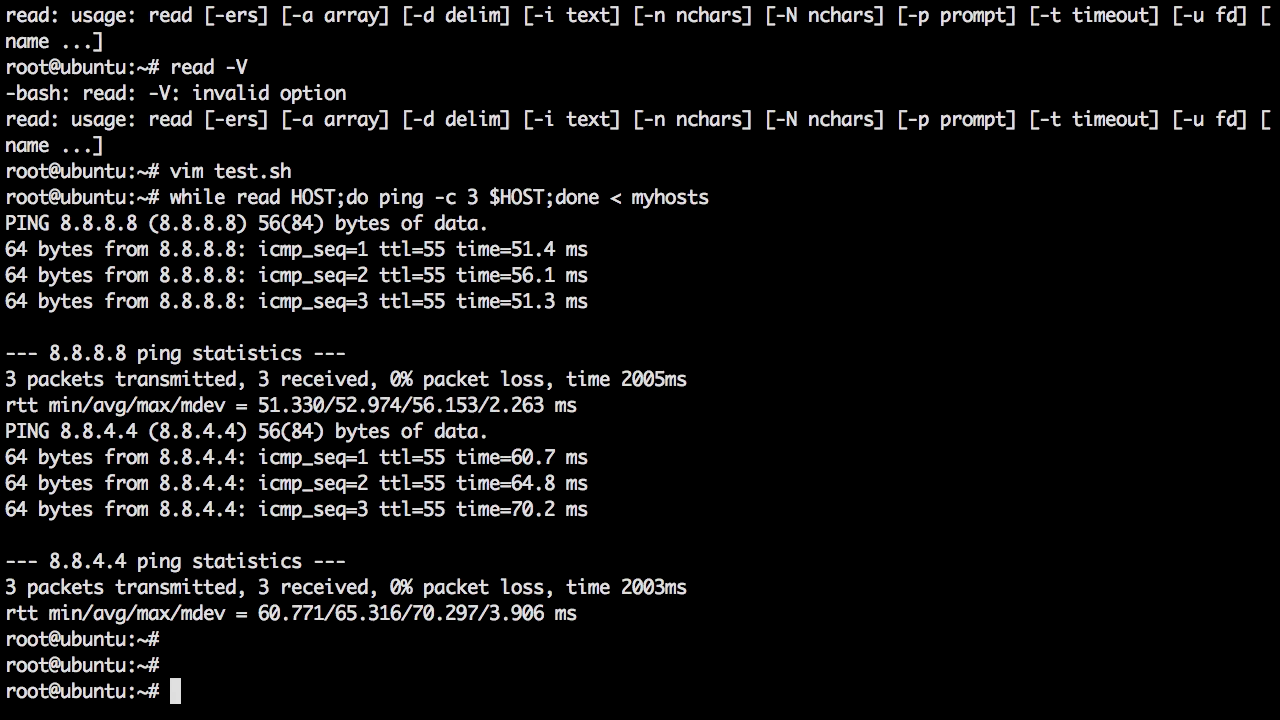 read: usage: read [-ers] [-a array] [-d delim] [-i text] [-n nchars] [-N nchars] [-p prompt] [-t timeout] [-u fd] [
name ...]
root@ubuntu:~# read -V
-bash: read: -V: invalid option
read: usage: read [-ers] [-a array] [-d delim] [-i text] [-n nchars] [-N nchars] [-p prompt] [-t timeout] [-u fd] [
name ...]
root@ubuntu:~# vim test.sh
root@ubuntu:~# while read HOST;do ping -c 3 $HOST;done < myhosts
PING 8.8.8.8 (8.8.8.8) 56(84) bytes of data.
64 bytes from 8.8.8.8: icmp_seq=1 ttl=55 time=51.4 ms
64 bytes from 8.8.8.8: icmp_seq=2 ttl=55 time=56.1 ms
64 bytes from 8.8.8.8: icmp_seq=3 ttl=55 time=51.3 ms

--- 8.8.8.8 ping statistics ---
3 packets transmitted, 3 received, 0% packet loss, time 2005ms
rtt min/avg/max/mdev = 51.330/52.974/56.153/2.263 ms
PING 8.8.4.4 (8.8.4.4) 56(84) bytes of data.
64 bytes from 8.8.4.4: icmp_seq=1 ttl=55 time=60.7 ms
64 bytes from 8.8.4.4: icmp_seq=2 ttl=55 time=64.8 ms
64 bytes from 8.8.4.4: icmp_seq=3 ttl=55 time=70.2 ms

--- 8.8.4.4 ping statistics ---
3 packets transmitted, 3 received, 0% packet loss, time 2003ms
rtt min/avg/max/mdev = 60.771/65.316/70.297/3.906 ms
root@ubuntu:~#
root@ubuntu:~#
root@ubuntu:~#